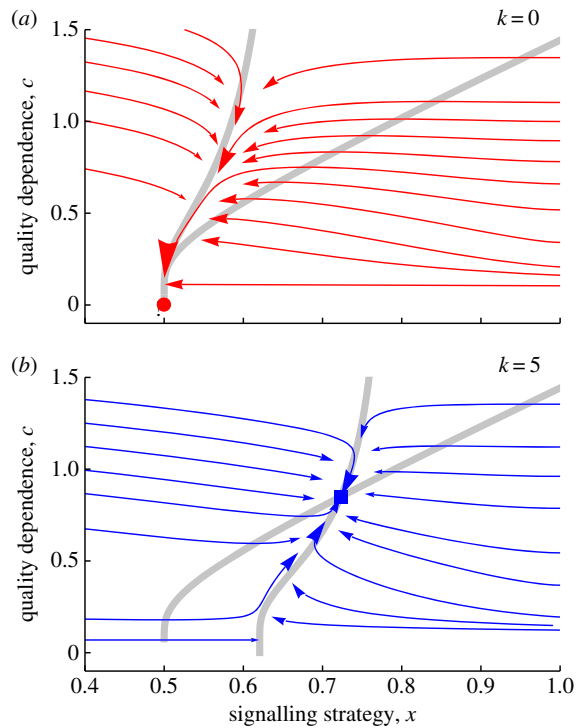 (a)
k = 0
1.5
1.0
0.5
0
quality dependence, c
(b)
k = 5
1.5
1.0
0.5
0
quality dependence, c
0.4
0.5
0.6
0.7
0.8
0.9
1.0
signalling strategy, x